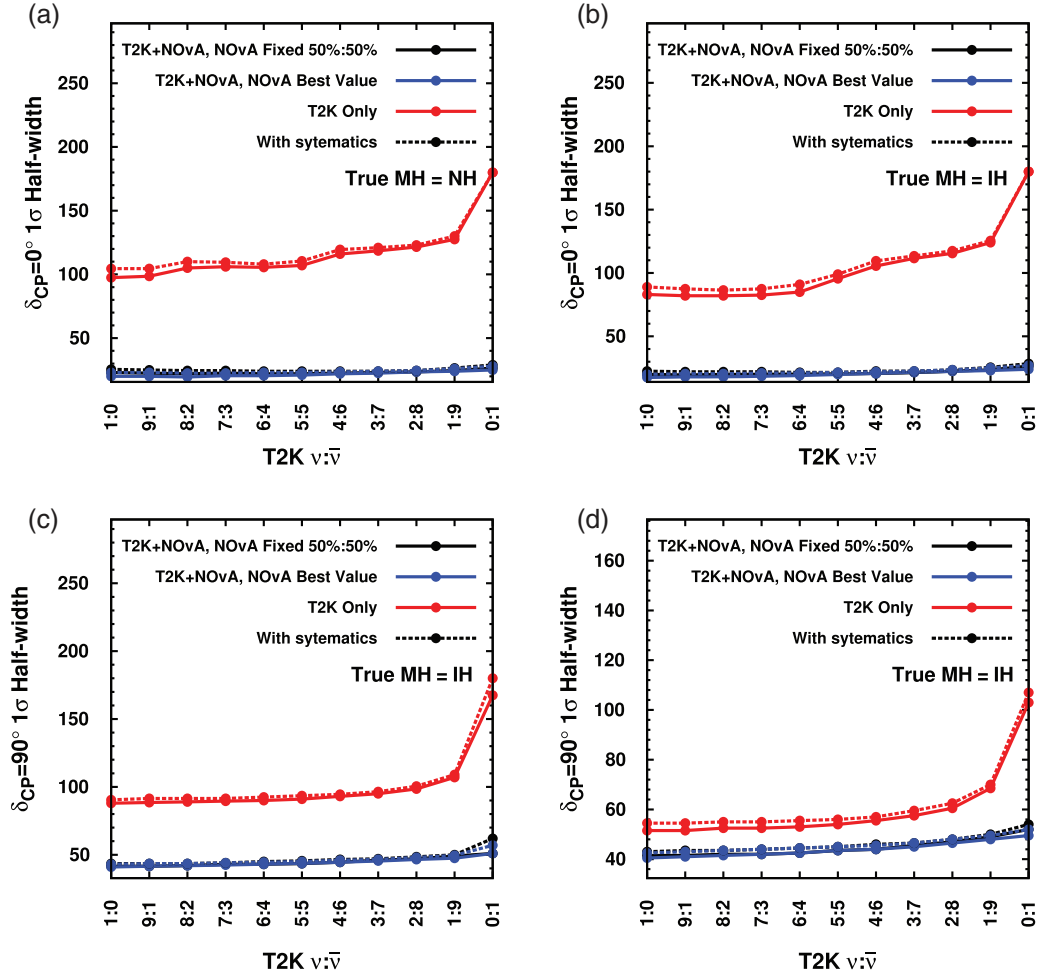 (a)
T2K+NOvA, NOvA Fixed 50%:50%
T2K+NOvA, NOvA Best Value
T2K Only
With sytematics
True MH = NH
δCP=0° 1σ Half-width
250
200
150
100
50
1:0 9:1 8:2 7:3 6:4 5:5 4:6 3:7 2:8 1:9 0:1
T2K ν:ν̅
(b)
T2K+NOvA, NOvA Fixed 50%:50%
T2K+NOvA, NOvA Best Value
T2K Only
With sytematics
True MH = IH
δCP=0° 1σ Half-width
250
200
150
100
50
1:0 9:1 8:2 7:3 6:4 5:5 4:6 3:7 2:8 1:9 0:1
T2K ν:ν̅
(c)
T2K+NOvA, NOvA Fixed 50%:50%
T2K+NOvA, NOvA Best Value
T2K Only
With sytematics
True MH = IH
δCP=90° 1σ Half-width
250
200
150
100
50
1:0 9:1 8:2 7:3 6:4 5:5 4:6 3:7 2:8 1:9 0:1
T2K ν:ν̅
(d)
T2K+NOvA, NOvA Fixed 50%:50%
T2K+NOvA, NOvA Best Value
T2K Only
With sytematics
True MH = IH
δCP=90° 1σ Half-width
160
140
120
100
80
60
40
1:0 9:1 8:2 7:3 6:4 5:5 4:6 3:7 2:8 1:9 0:1
T2K ν:ν̅